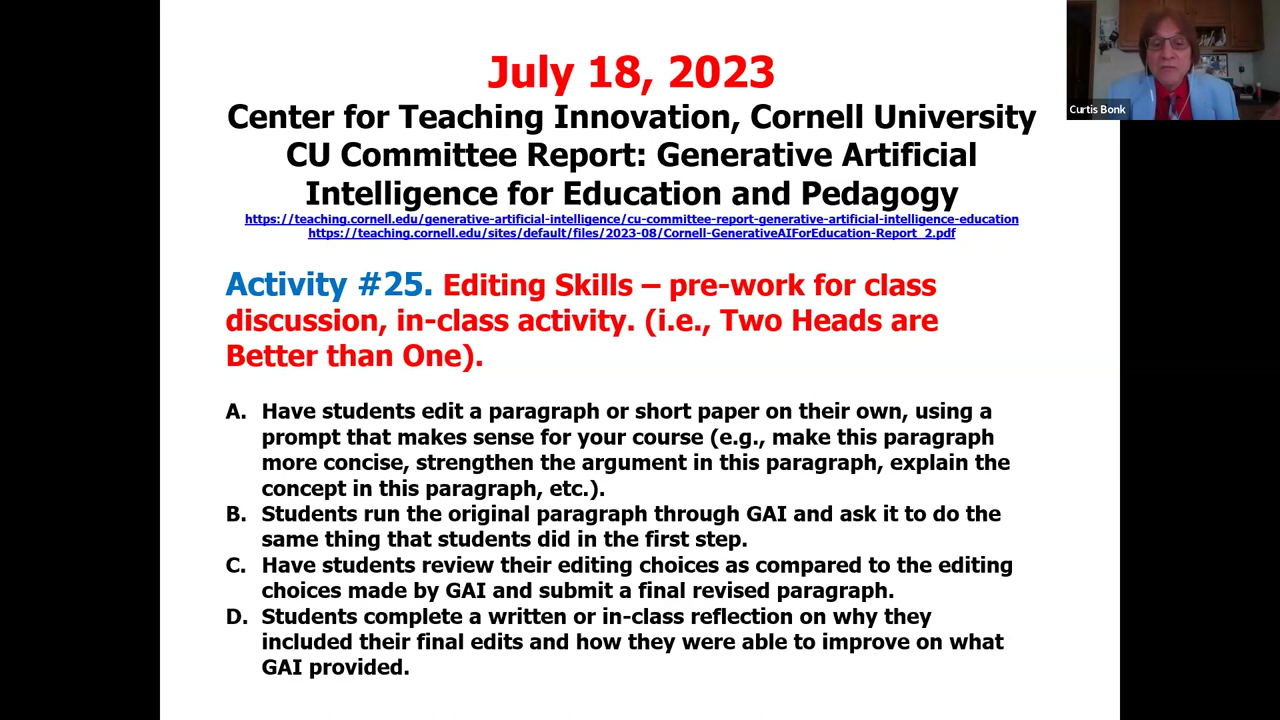 July 18, 2023
Center for Teaching Innovation, Cornell University
CU Committee Report: Generative Artificial
Intelligence for Education and Pedagogy
https://teaching.cornell.edu/generative-artificial-intelligence/cu-committee-report-generative-artificial-intelligence-education
https://teaching.cornell.edu/sites/default/files/2023-08/Cornell-GenerativeAIForEducation-Report_2.pdf
Activity #25. Editing Skills – pre-work for class
discussion, in-class activity. (i.e., Two Heads are
Better than One).
A. Have students edit a paragraph or short paper on their own, using a
prompt that makes sense for your course (e.g., make this paragraph
more concise, strengthen the argument in this paragraph, explain the
concept in this paragraph, etc.).
B. Students run the original paragraph through GAI and ask it to do the
same thing that students did in the first step.
C. Have students review their editing choices as compared to the editing
choices made by GAI and submit a final revised paragraph.
D. Students complete a written or in-class reflection on why they
included their final edits and how they were able to improve on what
GAI provided.
Curtis Bonk